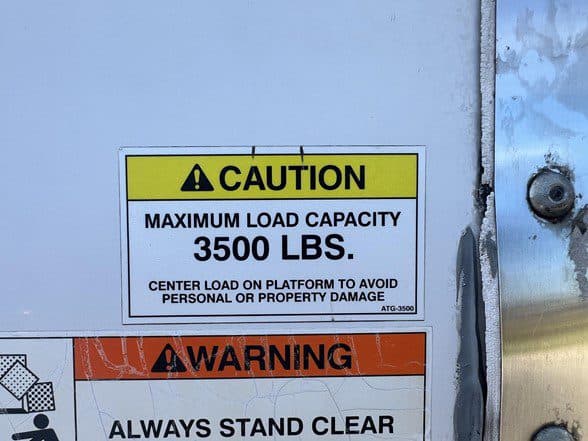 CAUTION
MAXIMUM LOAD CAPACITY
3500 LBS.
CENTER LOAD ON PLATFORM TO AVOID
PERSONAL OR PROPERTY DAMAGE
ATG-3500
WARNING
ALWAYS STAND CLEAR